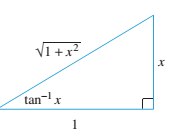 √1 + x²
x
tan⁻¹ x
1